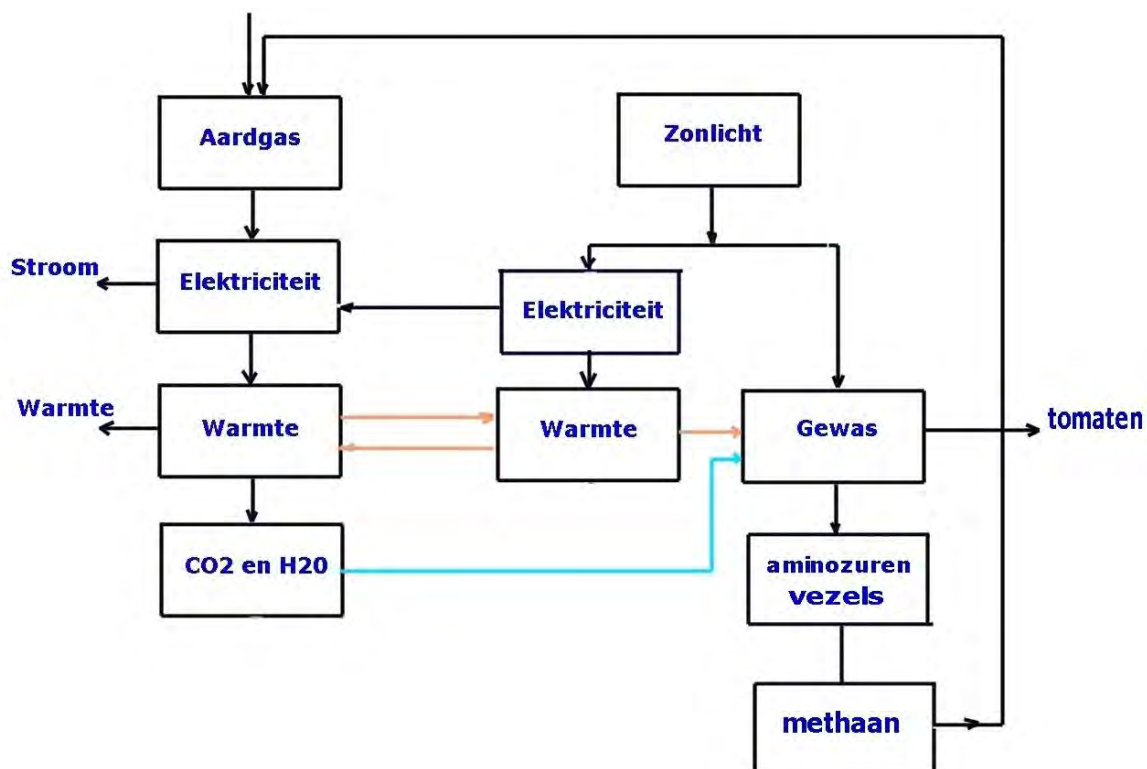 Aardgas
Zonlicht
Stroom
Elektriciteit
Elektriciteit
Warmte
Warmte
Warmte
Gewas
tomaten
CO2 en H20
aminozuren
vezels
methaan